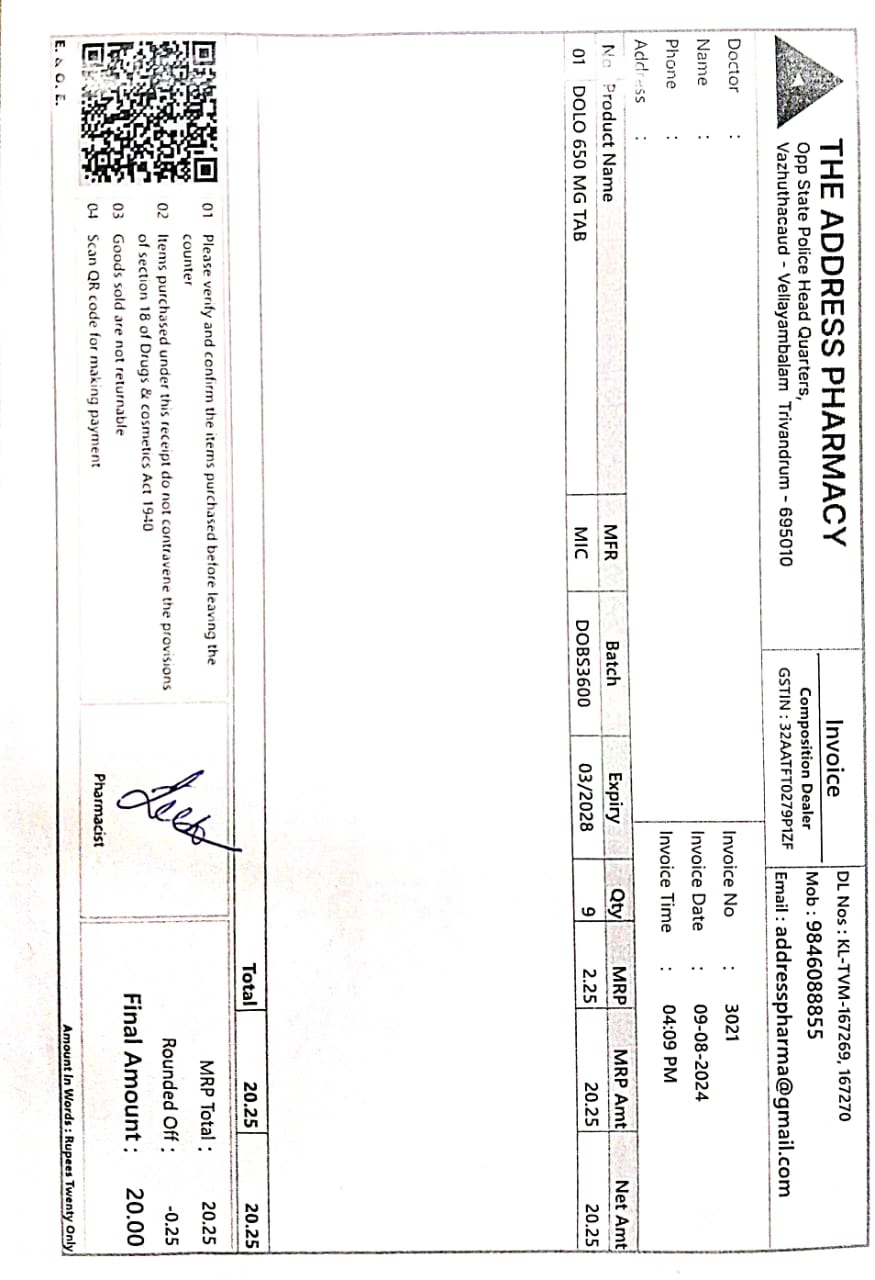 THE ADDRESS PHARMACY
Opp State Police Head Quarters,
Vazhuthacaud - Vellayambalam Trivandrum - 695010
Invoice
Composition Dealer
GSTIN : 32AATFT0279P1ZF
DL Nos : KL-TVM-167269, 167270
Mob : 9846088855
Email : addresspharma@gmail.com
Doctor :
Name :
Phone :
Address :
Invoice No : 3021
Invoice Date : 09-08-2024
Invoice Time : 04:09 PM
No Product Name MFR Batch Expiry Qty MRP MRP Amt Net Amt
01 DOLO 650 MG TAB MIC DOBS3600 03/2028 9 2.25 20.25 20.25
Total 20.25 20.25
01 Please verify and confirm the items purchased before leaving the
counter
02 Items purchased under this receipt do not contravene the provisions
of section 18 of Drugs & cosmetics Act 1940
03 Goods sold are not returnable
04 Scan QR code for making payment
Pharmacist
MRP Total : 20.25
Rounded Off : -0.25
Final Amount : 20.00
E. & O. E.
Amount In Words : Rupees Twenty Only